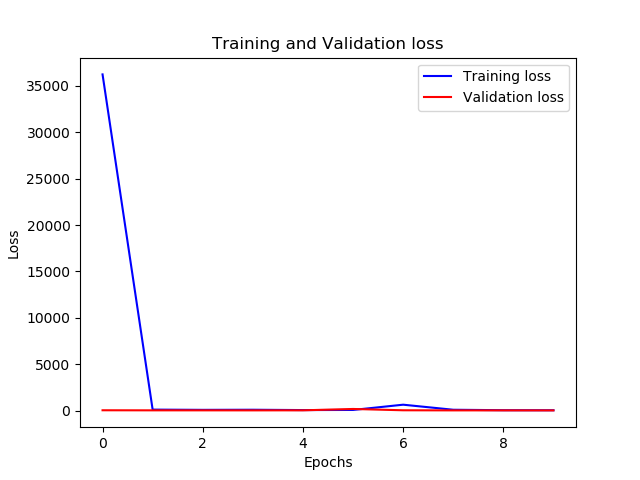 Training and Validation loss
Training loss
Validation loss
35000
30000
25000
20000
15000
10000
5000
0
Loss
0 2 4 6 8
Epochs